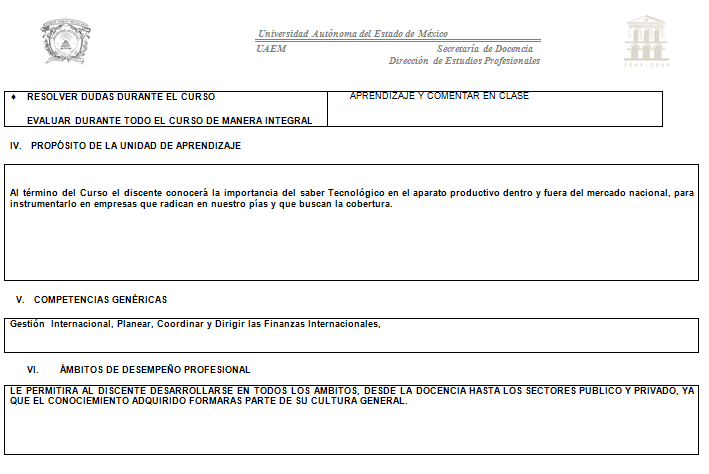 Universidad Autónoma del Estado de México
UAEM Secretaría de Docencia
Dirección de Estudios Profesionales
2005-2009
♦ RESOLVER DUDAS DURANTE EL CURSO
EVALUAR DURANTE TODO EL CURSO DE MANERA INTEGRAL
APRENDIZAJE Y COMENTAR EN CLASE
IV. PROPÓSITO DE LA UNIDAD DE APRENDIZAJE
Al término del Curso el discente conocerá la importancia del saber Tecnológico en el aparato productivo dentro y fuera del mercado nacional, para
instrumentarlo en empresas que radican en nuestro pías y que buscan la cobertura.
V. COMPETENCIAS GENÉRICAS
Gestión Internacional, Planear, Coordinar y Dirigir las Finanzas Internacionales,
VI. ÁMBITOS DE DESEMPEÑO PROFESIONAL
LE PERMITIRA AL DISCENTE DESARROLLARSE EN TODOS LOS AMBITOS, DESDE LA DOCENCIA HASTA LOS SECTORES PUBLICO Y PRIVADO, YA
QUE EL CONOCIEMIENTO ADQUIRIDO FORMARAS PARTE DE SU CULTURA GENERAL.